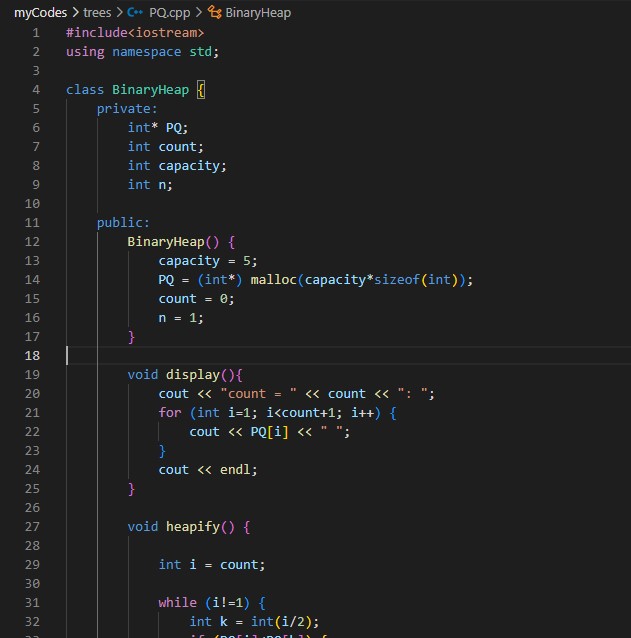 myCodes > trees > PQ.cpp > BinaryHeap
1 #include<iostream>
2 using namespace std;
3
4 class BinaryHeap {
5     private:
6         int* PQ;
7         int count;
8         int capacity;
9         int n;
10
11     public:
12         BinaryHeap() {
13             capacity = 5;
14             PQ = (int*) malloc(capacity*sizeof(int));
15             count = 0;
16             n = 1;
17         }
18
19         void display(){
20             cout << "count = " << count << ": ";
21             for (int i=1; i<count+1; i++) {
22                 cout << PQ[i] << " ";
23             }
24             cout << endl;
25         }
26
27         void heapify() {
28
29             int i = count;
30
31             while (i!=1) {
32                 int k = int(i/2);